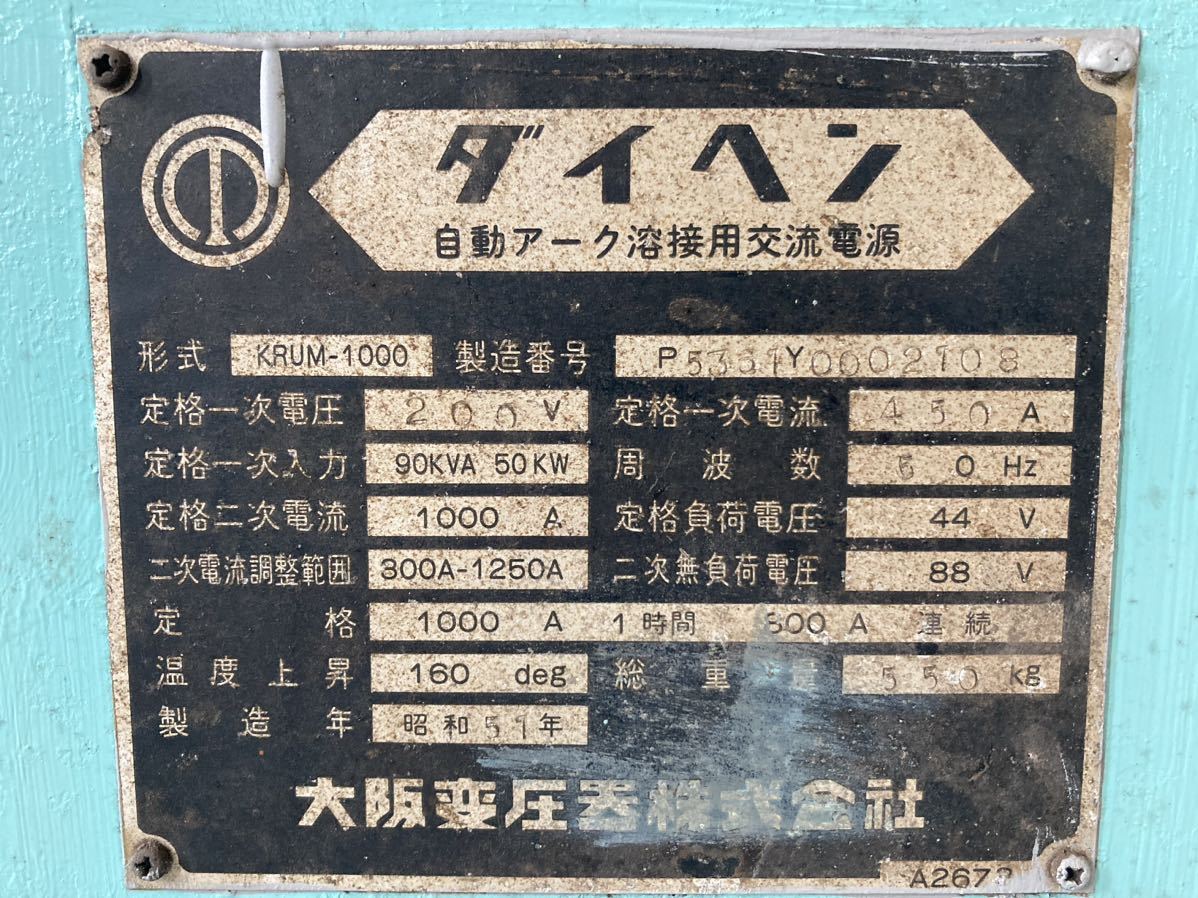 ダイヘン
自動アーク溶接用交流電源
形式 KRUM-1000 製造番号 P5331Y0002108
定格一次電圧 200 V 定格一次電流 450 A
定格一次入力 90KVA 50KW 周波数 60 Hz
定格二次電流 1000 A 定格負荷電圧 44 V
二次電流調整範囲 300A-1250A 二次無負荷電圧 88 V
定格 1000 A 1時間 800 A 連続
温度上昇 160 deg 総重量 550 kg
製造年 昭和51年
大阪変圧器株式会社